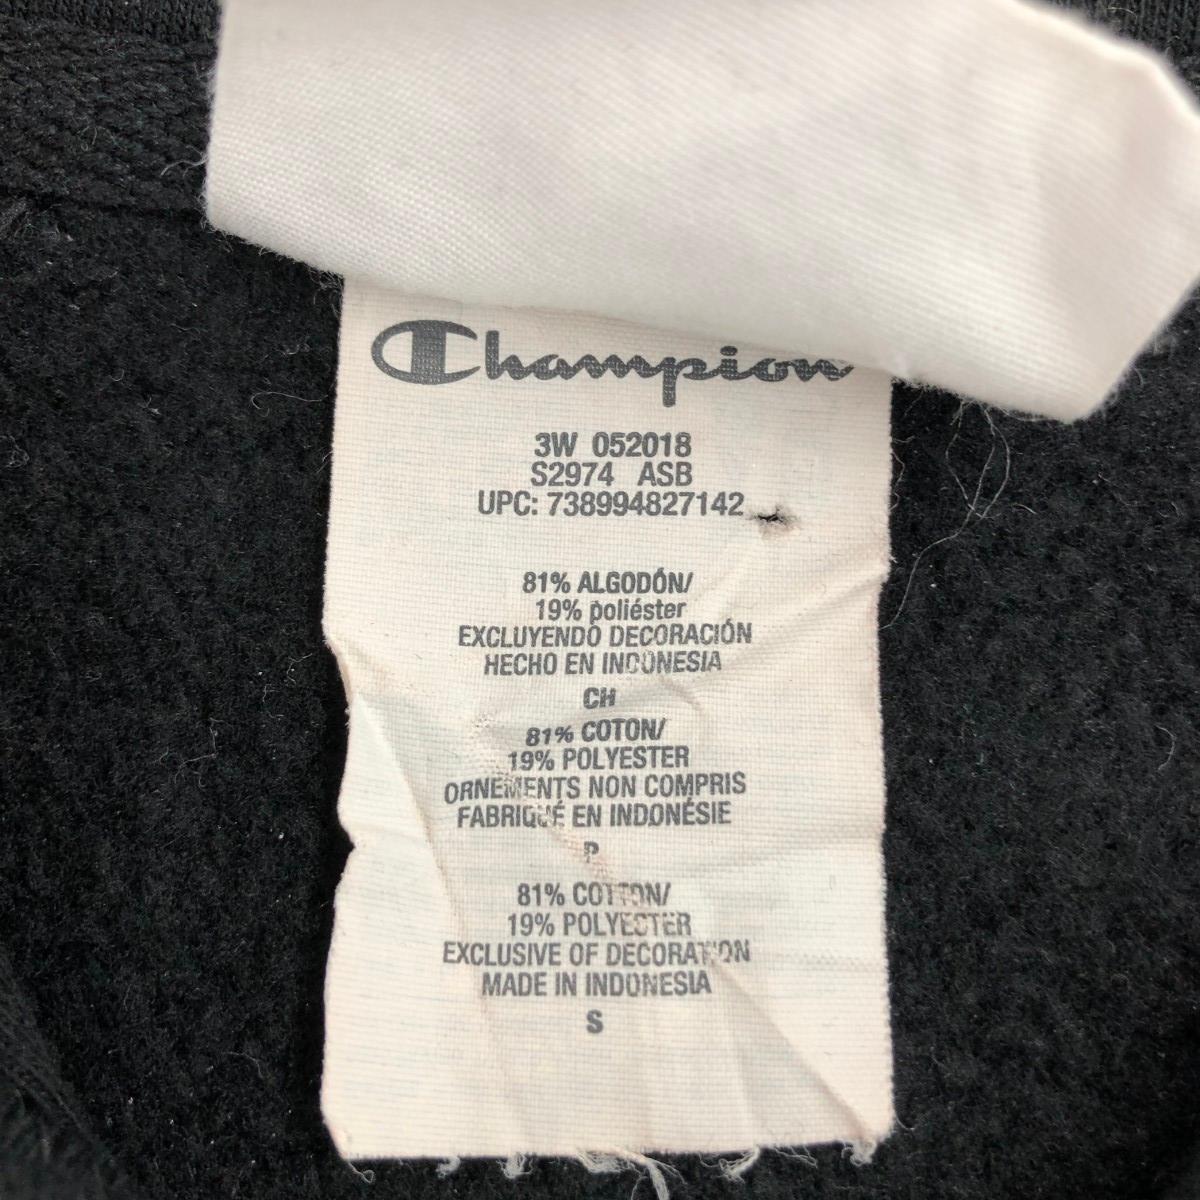 Champion
3W 052018
S2974 ASB
UPC: 738994827142
81% ALGODÓN/
19% poliéster
EXCLUYENDO DECORACIÓN
HECHO EN INDONESIA
CH
81% COTON/
19% POLYESTER
ORNEMENTS NON COMPRIS
FABRIQUÉ EN INDONÉSIE
P
81% COTTON/
19% POLYESTER
EXCLUSIVE OF DECORATION
MADE IN INDONESIA
S